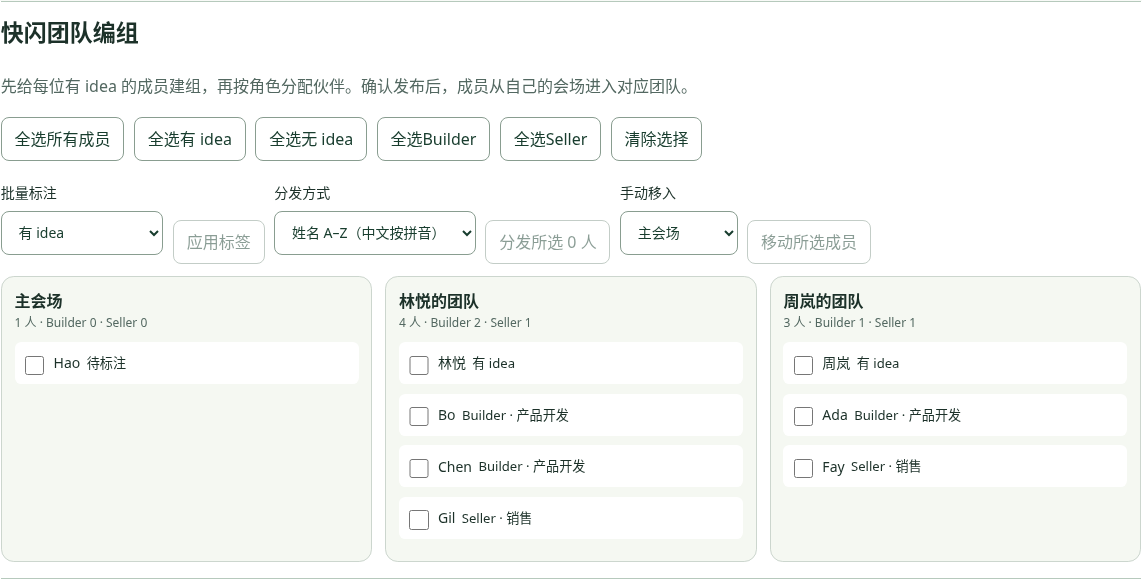 快闪团队编组
先给每位有 idea 的成员建组，再按角色分配伙伴。确认发布后，成员从自己的会场进入对应团队。
全选所有成员 全选有 idea 全选无 idea 全选Builder 全选Seller 清除选择
批量标注 分发方式 手动移入
有 idea 应用标签 姓名 A–Z（中文按拼音） 分发所选 0 人 主会场 移动所选成员
主会场
1 人 · Builder 0 · Seller 0
Hao 待标注
林悦的团队
4 人 · Builder 2 · Seller 1
林悦 有 idea
Bo Builder · 产品开发
Chen Builder · 产品开发
Gil Seller · 销售
周岚的团队
3 人 · Builder 1 · Seller 1
周岚 有 idea
Ada Builder · 产品开发
Fay Seller · 销售